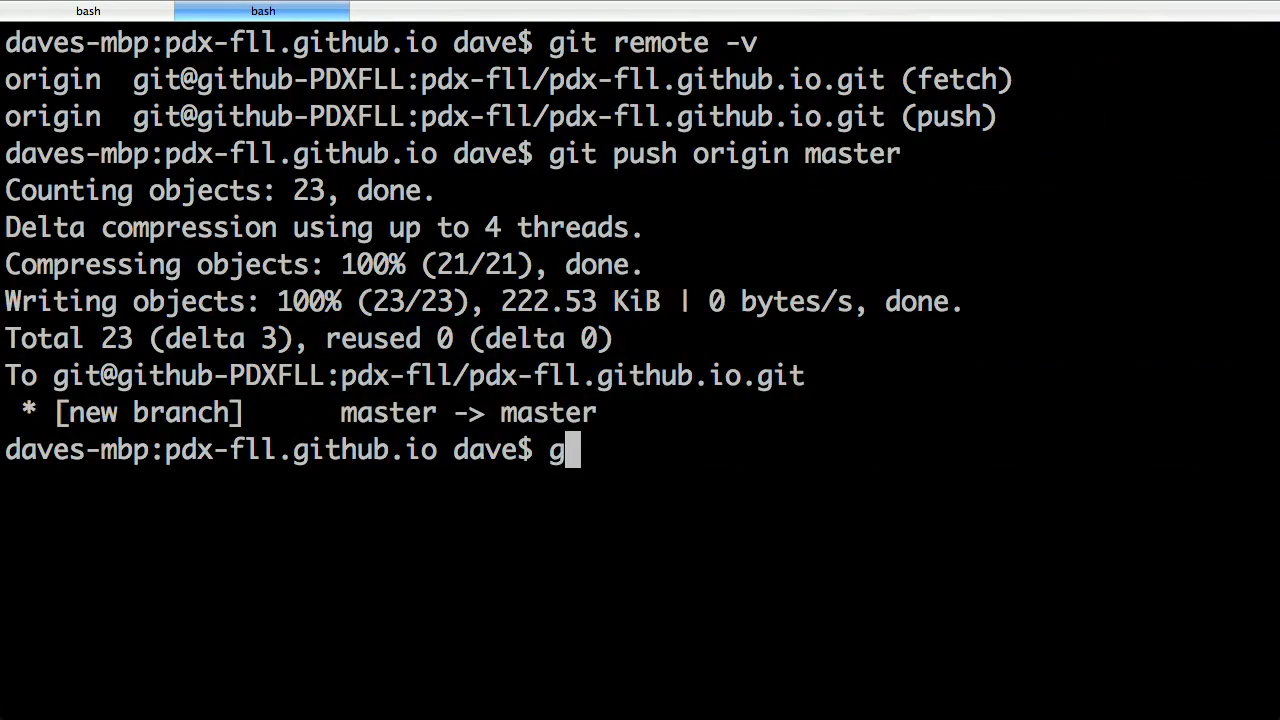 bash bash
daves-mbp:pdx-fll.github.io dave$ git remote -v
origin  git@github-PDXFLL:pdx-fll/pdx-fll.github.io.git (fetch)
origin  git@github-PDXFLL:pdx-fll/pdx-fll.github.io.git (push)
daves-mbp:pdx-fll.github.io dave$ git push origin master
Counting objects: 23, done.
Delta compression using up to 4 threads.
Compressing objects: 100% (21/21), done.
Writing objects: 100% (23/23), 222.53 KiB | 0 bytes/s, done.
Total 23 (delta 3), reused 0 (delta 0)
To git@github-PDXFLL:pdx-fll/pdx-fll.github.io.git
 * [new branch]      master -> master
daves-mbp:pdx-fll.github.io dave$ g